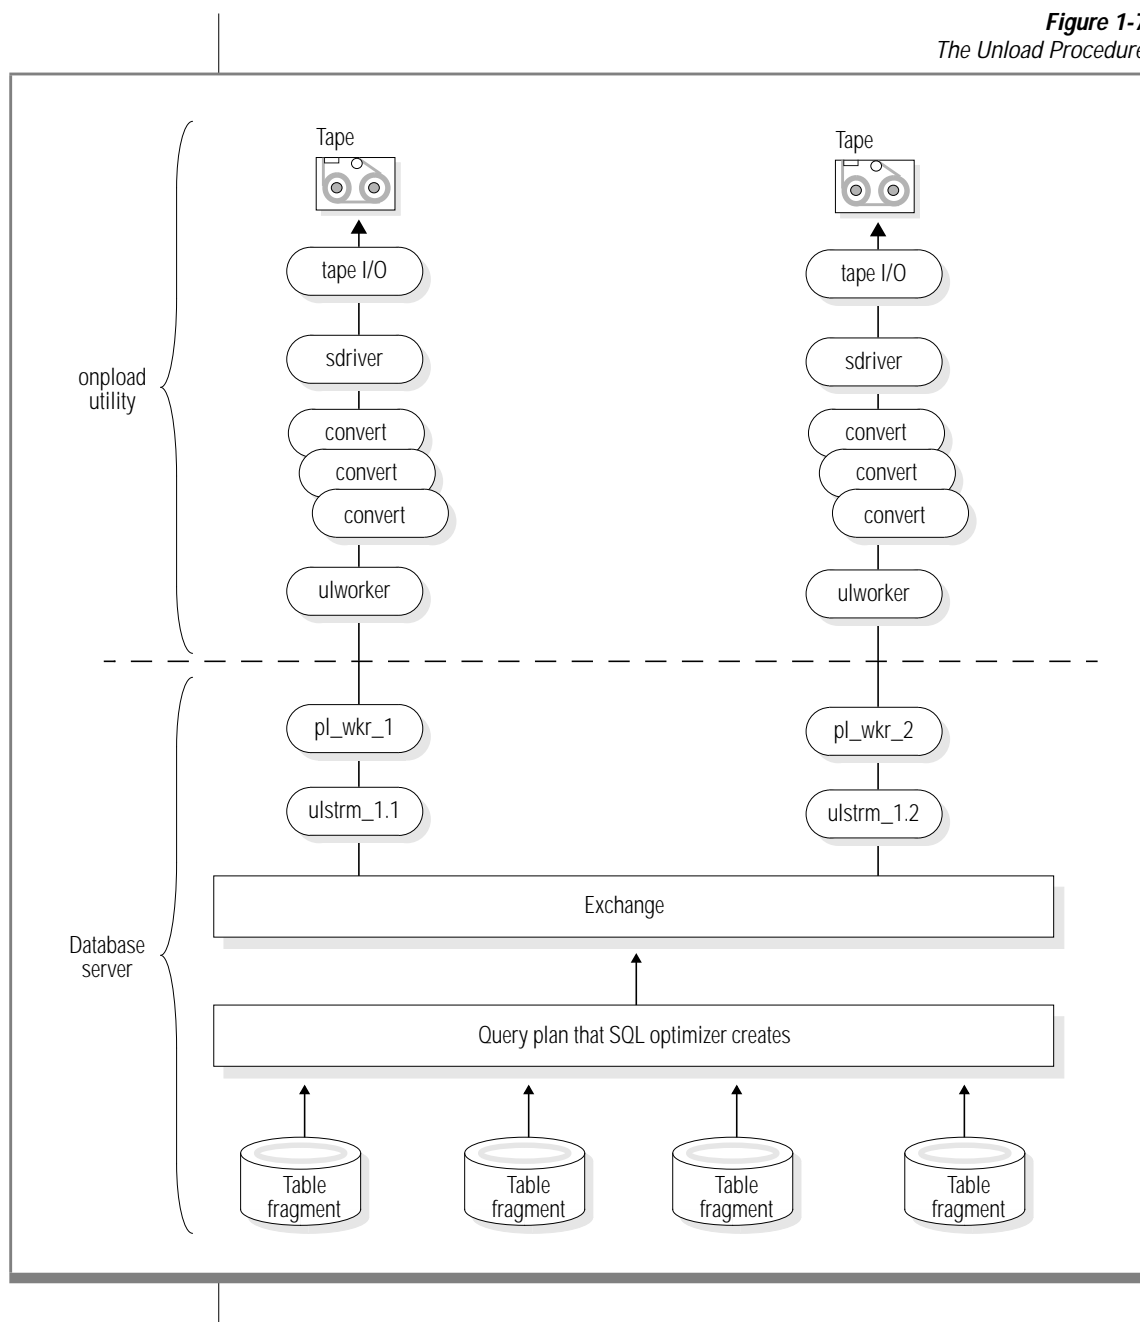 Figure 1-7
The Unload Procedure
Tape
Tape
tape I/O
tape I/O
sdriver
sdriver
onpload
utility
convert
convert
convert
convert
convert
convert
ulworker
ulworker
pl_wkr_1
pl_wkr_2
ulstrm_1.1
ulstrm_1.2
Exchange
Database
server
Query plan that SQL optimizer creates
Table
fragment
Table
fragment
Table
fragment
Table
fragment